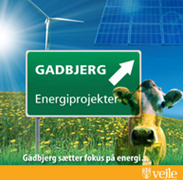 GADBJERG
Energiprojekter
Gadbjerg sætter fokus på energi...
vejle